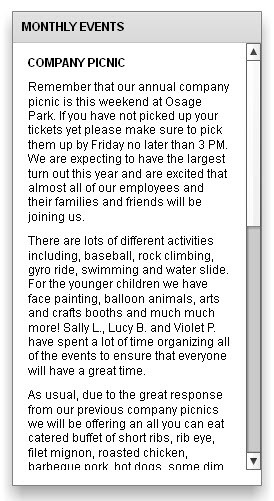 MONTHLY EVENTS
COMPANY PICNIC
Remember that our annual company
picnic is this weekend at Osage
Park. If you have not picked up your
tickets yet please make sure to pick
them up by Friday no later than 3 PM.
We are expecting to have the largest
turn out this year and are excited that
almost all of our employees and
their families and friends will be
joining us.
There are lots of different activities
including, baseball, rock climbing,
gyro ride, swimming and water slide.
For the younger children we have
face painting, balloon animals, arts
and crafts booths and much much
more! Sally L., Lucy B. and Violet P.
have spent a lot of time organizing all
of the events to ensure that everyone
will have a great time.
As usual, due to the great response
from our previous company picnics
we will be offering an all you can eat
catered buffet of short ribs, rib eye,
filet mignon, roasted chicken,
barbeque pork, hot dogs, some dim